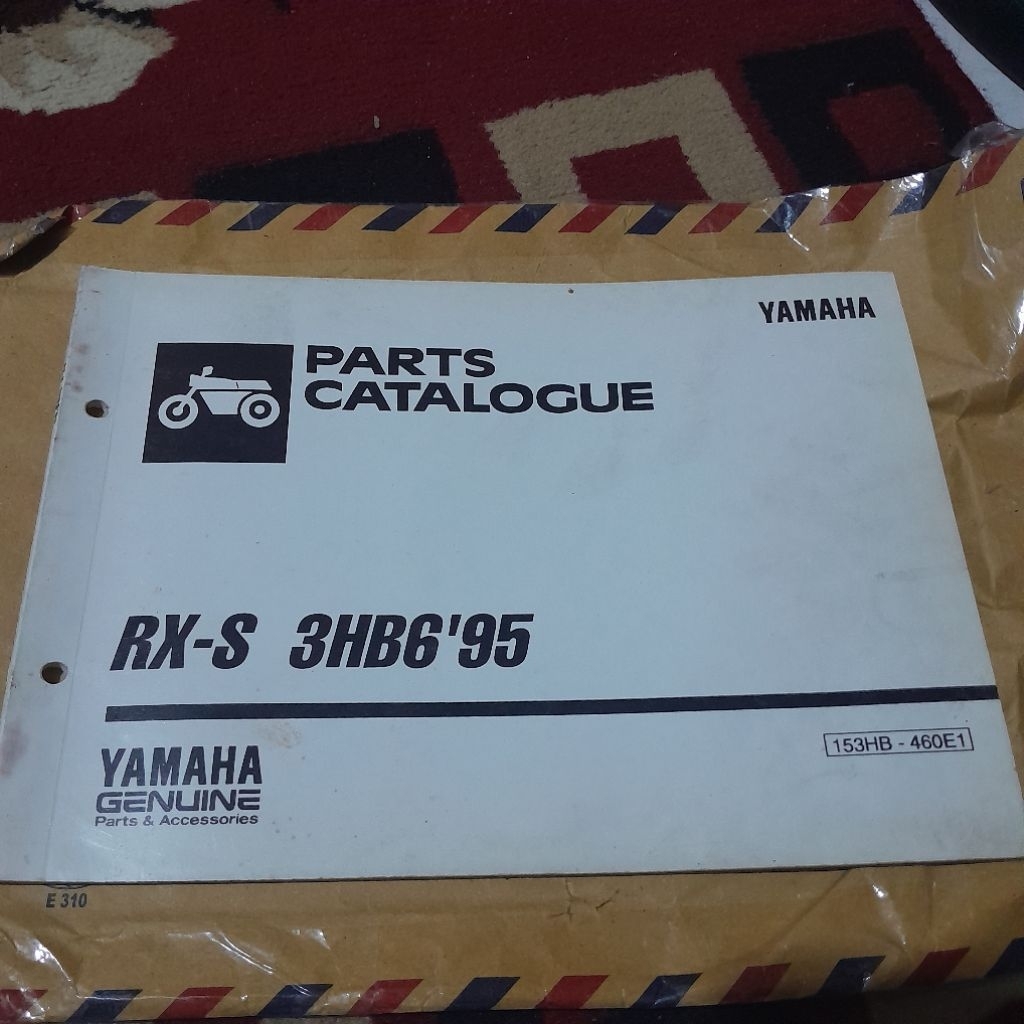 YAMAHA
PARTS
CATALOGUE
RX-S 3HB6'95
153HB - 460E1
YAMAHA
GENUINE
Parts & Accessories
E 310